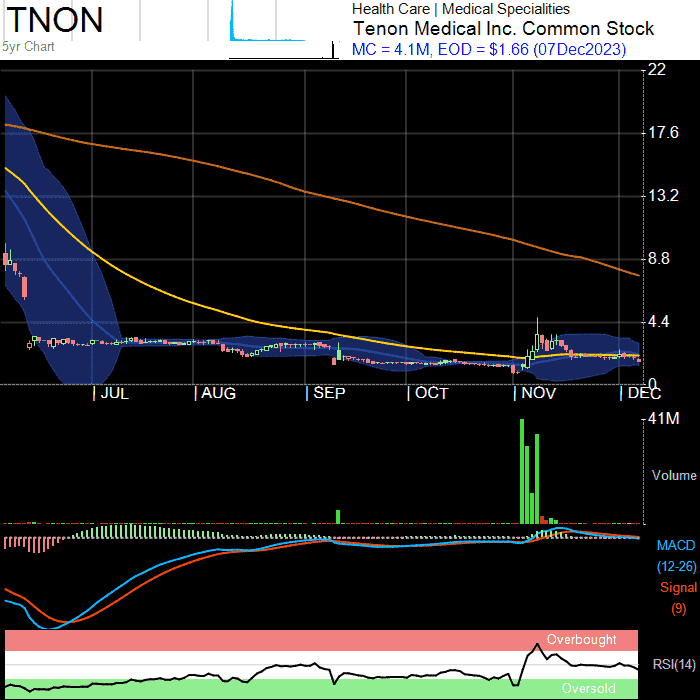 TNON
5yr Chart
Health Care | Medical Specialities
Tenon Medical Inc. Common Stock
MC = 4.1M, EOD = $1.66 (07Dec2023)
22
17.6
13.2
8.8
4.4
0
| JUL | AUG | SEP | OCT | NOV | DEC
41M
Volume
MACD
(12-26)
Signal
(9)
Overbought
RSI(14)
Oversold